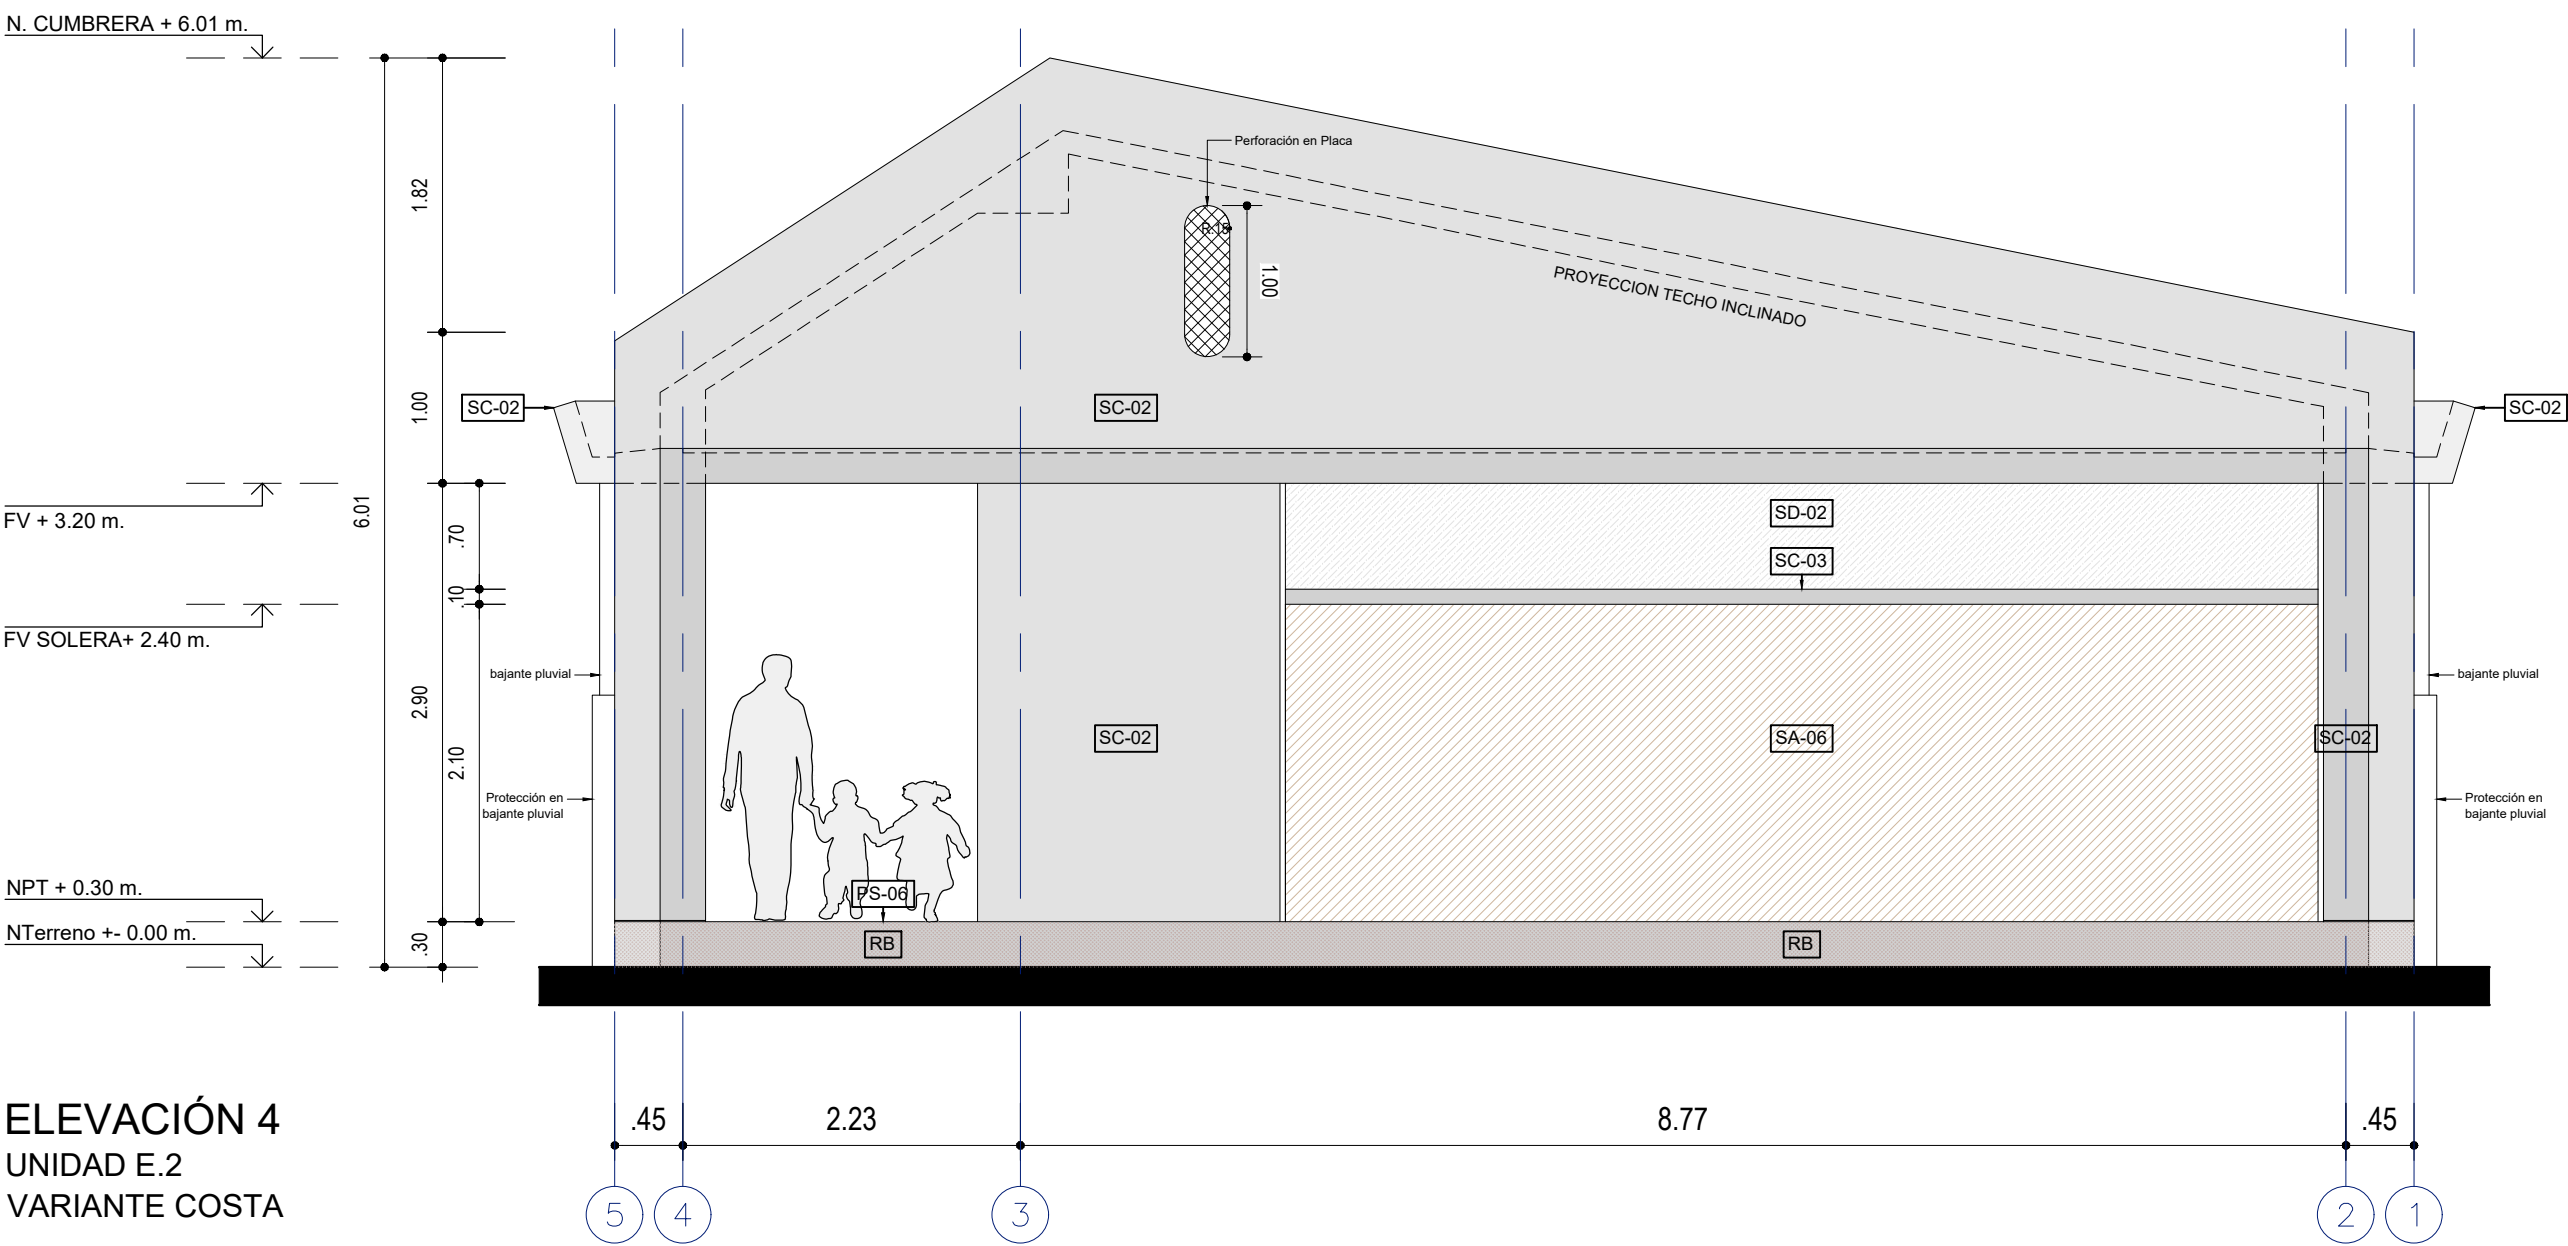 N. CUMBRERA + 6.01 m.
Perforación en Placa
1.82
R.15
1.00
PROYECCION TECHO INCLINADO
1.00
SC-02
SC-02
SC-02
6.01
FV + 3.20 m.
.70
SD-02
SC-03
.10
FV SOLERA+ 2.40 m.
bajante pluvial
bajante pluvial
2.90
2.10
SC-02
SA-06
SC-02
Protección en
bajante pluvial
Protección en
bajante pluvial
NPT + 0.30 m.
PS-06
NTerreno +- 0.00 m.
.30
RB
RB
ELEVACIÓN 4
UNIDAD E.2
VARIANTE COSTA
.45
2.23
8.77
.45
5
4
3
2
1